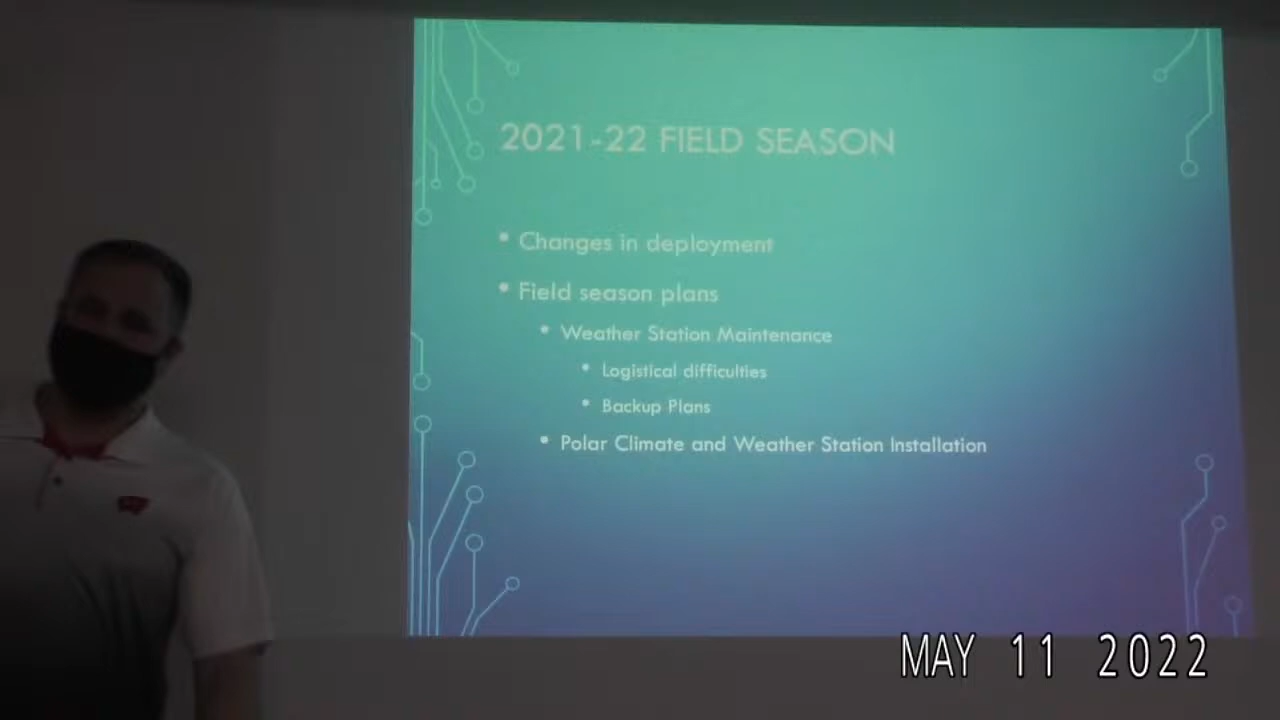 2021-22 FIELD SEASON
• Changes in deployment
• Field season plans
• Weather Station Maintenance
• Logistical difficulties
• Backup Plans
• Polar Climate and Weather Station Installation
MAY 11 2022